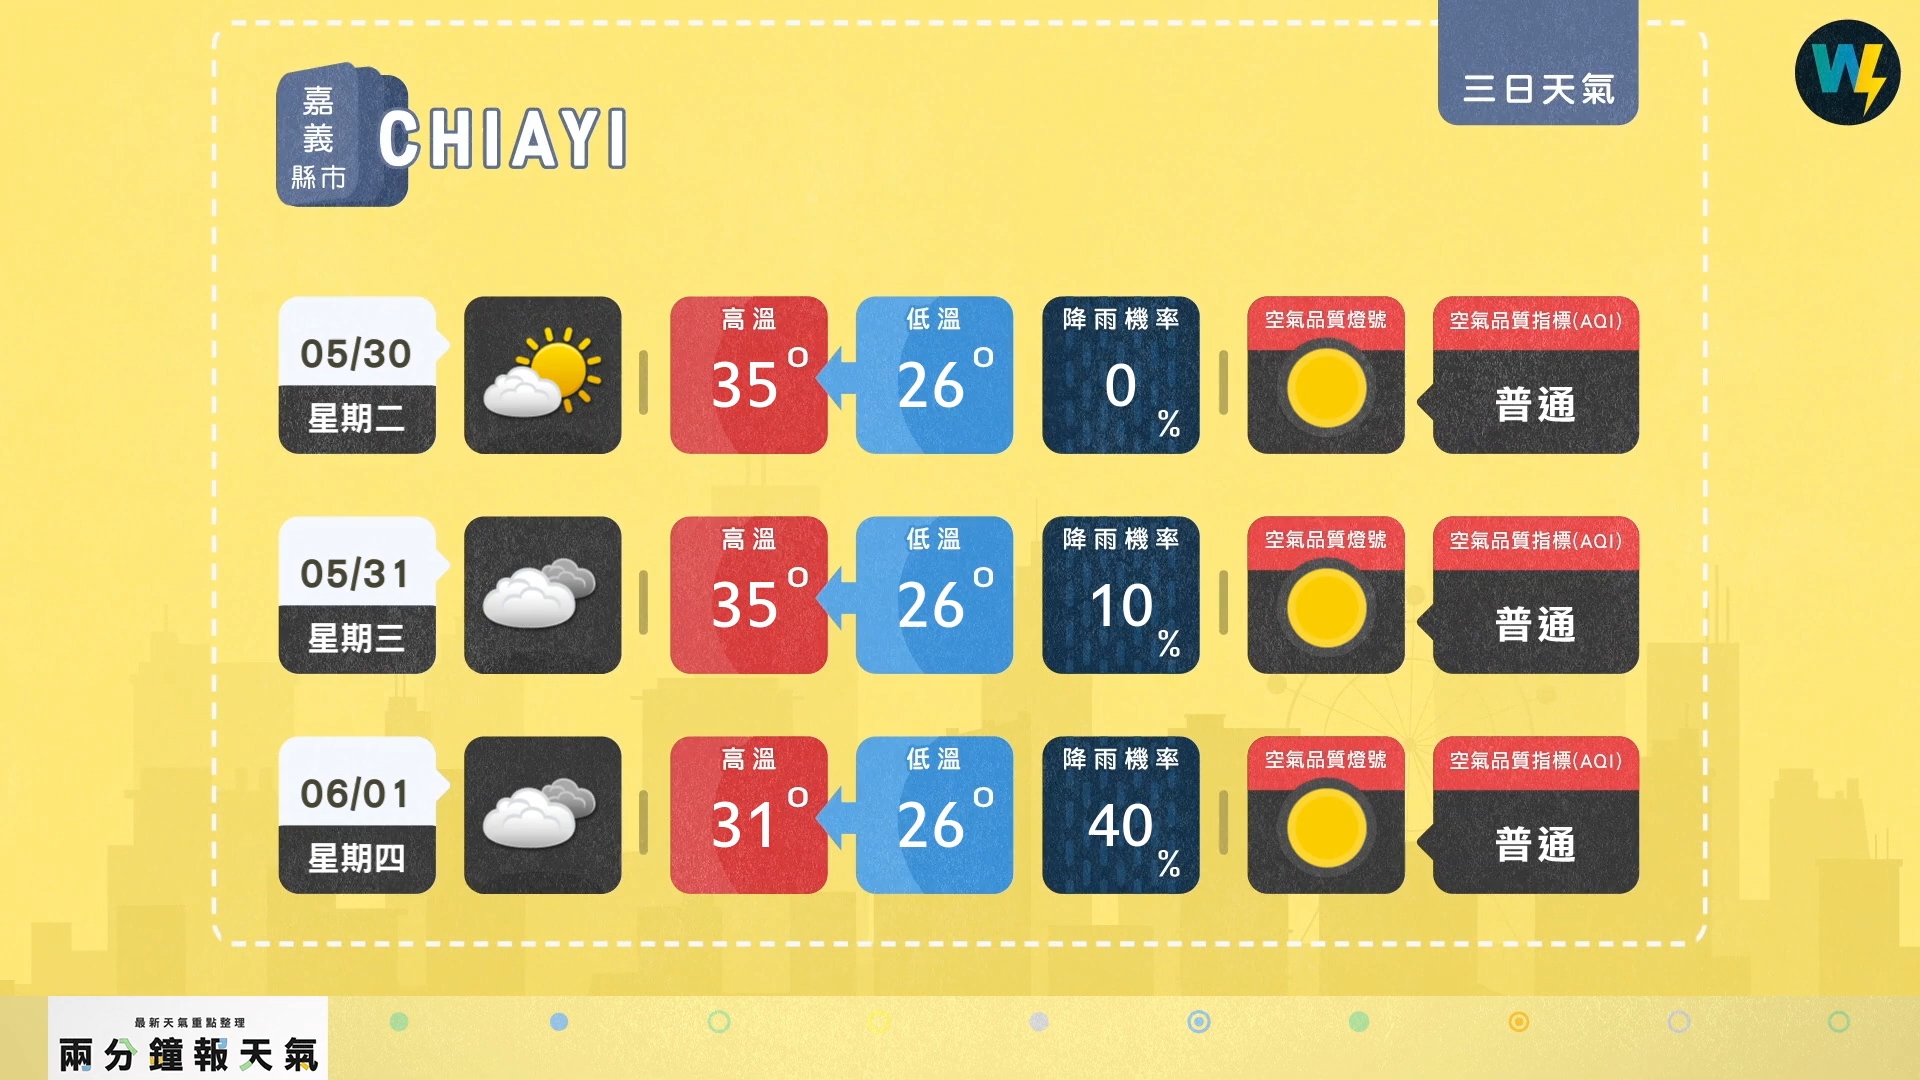 嘉
義
縣市
CHIAYI
三日天氣
W
05/30
星期二
高溫
35°
低溫
26°
降雨機率
0
%
空氣品質燈號
空氣品質指標(AQI)
普通
05/31
星期三
高溫
35°
低溫
26°
降雨機率
10
%
空氣品質燈號
空氣品質指標(AQI)
普通
06/01
星期四
高溫
31°
低溫
26°
降雨機率
40
%
空氣品質燈號
空氣品質指標(AQI)
普通
最新天氣重點整理
兩分鐘報天氣